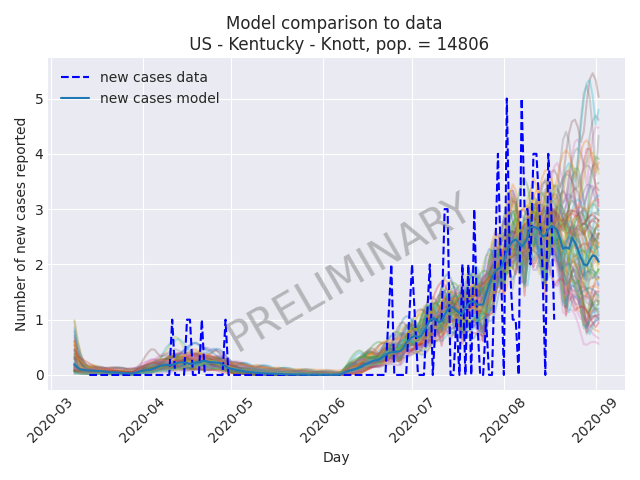 Model comparison to data
US - Kentucky - Knott, pop. = 14806
new cases data
new cases model
Number of new cases reported
5
4
3
2
1
0
PRELIMINARY
2020-03
2020-04
2020-05
2020-06
2020-07
2020-08
2020-09
Day